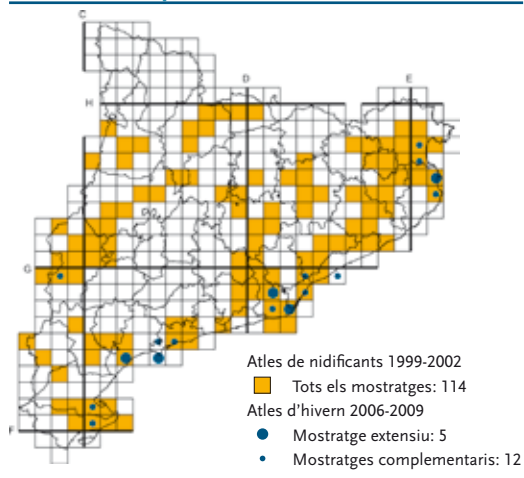 C
D
E
H
G
F
Atles de nidificants 1999-2002
Tots els mostratges: 114
Atles d'hivern 2006-2009
Mostratge extensiu: 5
Mostratges complementaris: 12